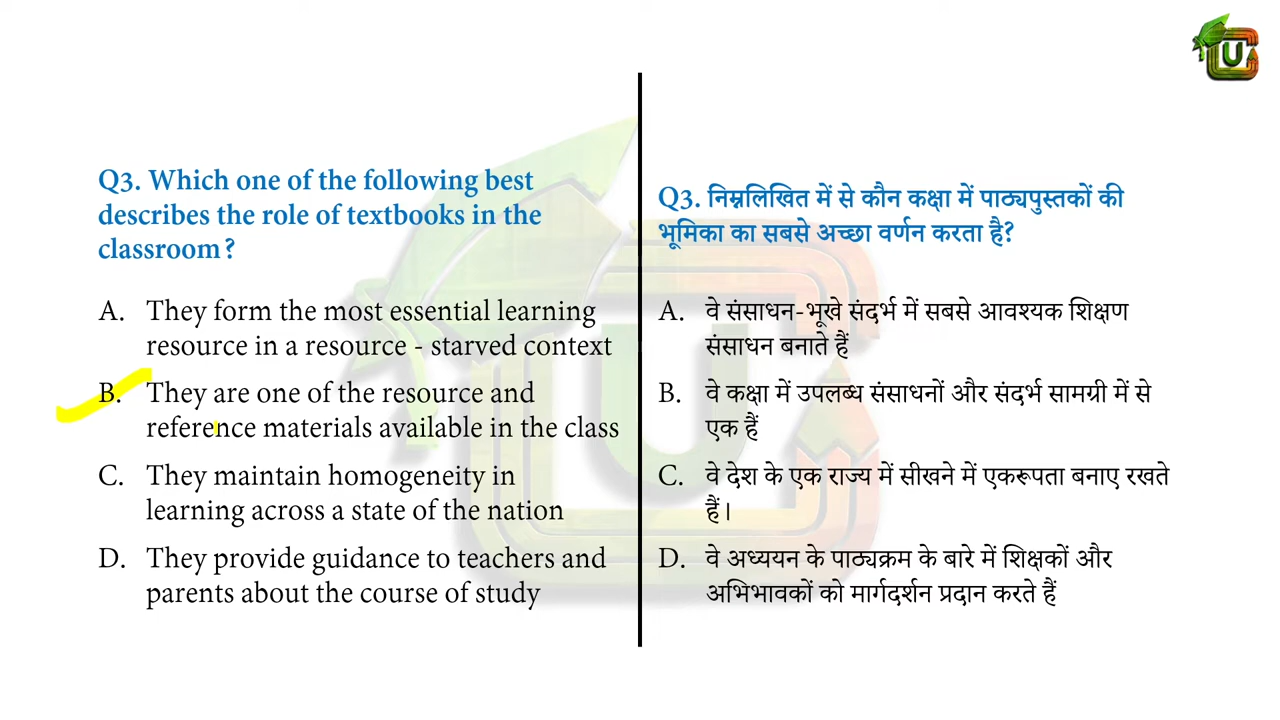 U
Q3. Which one of the following best
describes the role of textbooks in the
classroom?
A. They form the most essential learning
resource in a resource - starved context
B. They are one of the resource and
reference materials available in the class
C. They maintain homogeneity in
learning across a state of the nation
D. They provide guidance to teachers and
parents about the course of study
Q3. निम्नलिखित में से कौन कक्षा में पाठ्यपुस्तकों की
भूमिका का सबसे अच्छा वर्णन करता है?
A. वे संसाधन-भूखे संदर्भ में सबसे आवश्यक शिक्षण
संसाधन बनाते हैं
B. वे कक्षा में उपलब्ध संसाधनों और संदर्भ सामग्री में से
एक हैं
C. वे देश के एक राज्य में सीखने में एकरूपता बनाए रखते
हैं।
D. वे अध्ययन के पाठ्यक्रम के बारे में शिक्षकों और
अभिभावकों को मार्गदर्शन प्रदान करते हैं